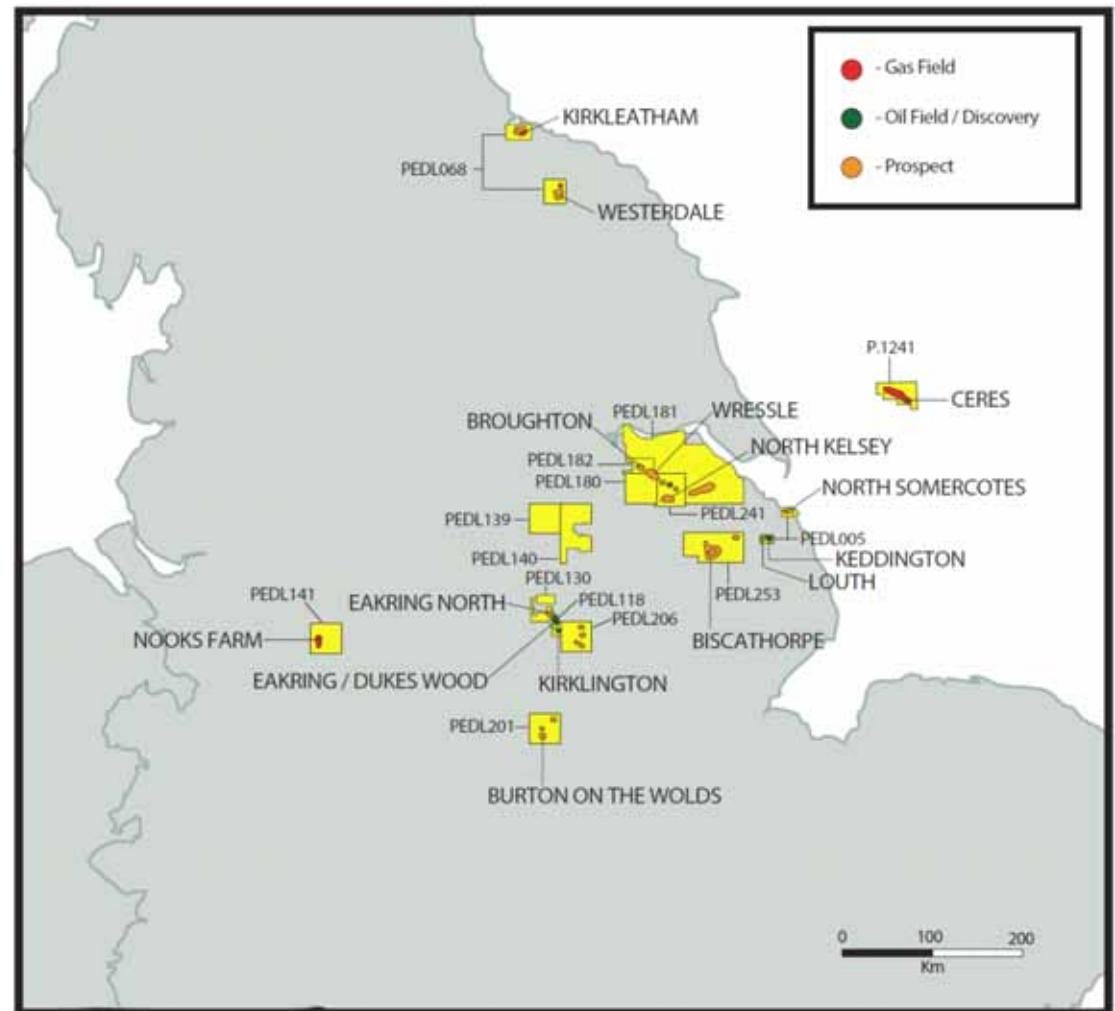 - Gas Field
- Oil Field / Discovery
- Prospect
KIRKLEATHAM
PEDL068
WESTERDALE
P.1241
CERES
BROUGHTON
PEDL181
WRESSLE
NORTH KELSEY
PEDL182
PEDL180
NORTH SOMERCOTES
PEDL241
PEDL139
PEDL005
PEDL140
KEDDINGTON
LOUTH
PEDL130
PEDL253
PEDL141
EAKRING NORTH
PEDL118
PEDL206
NOOKS FARM
BISCATHORPE
EAKRING / DUKES WOOD
KIRKLINGTON
PEDL201
BURTON ON THE WOLDS
0 100 200
Km